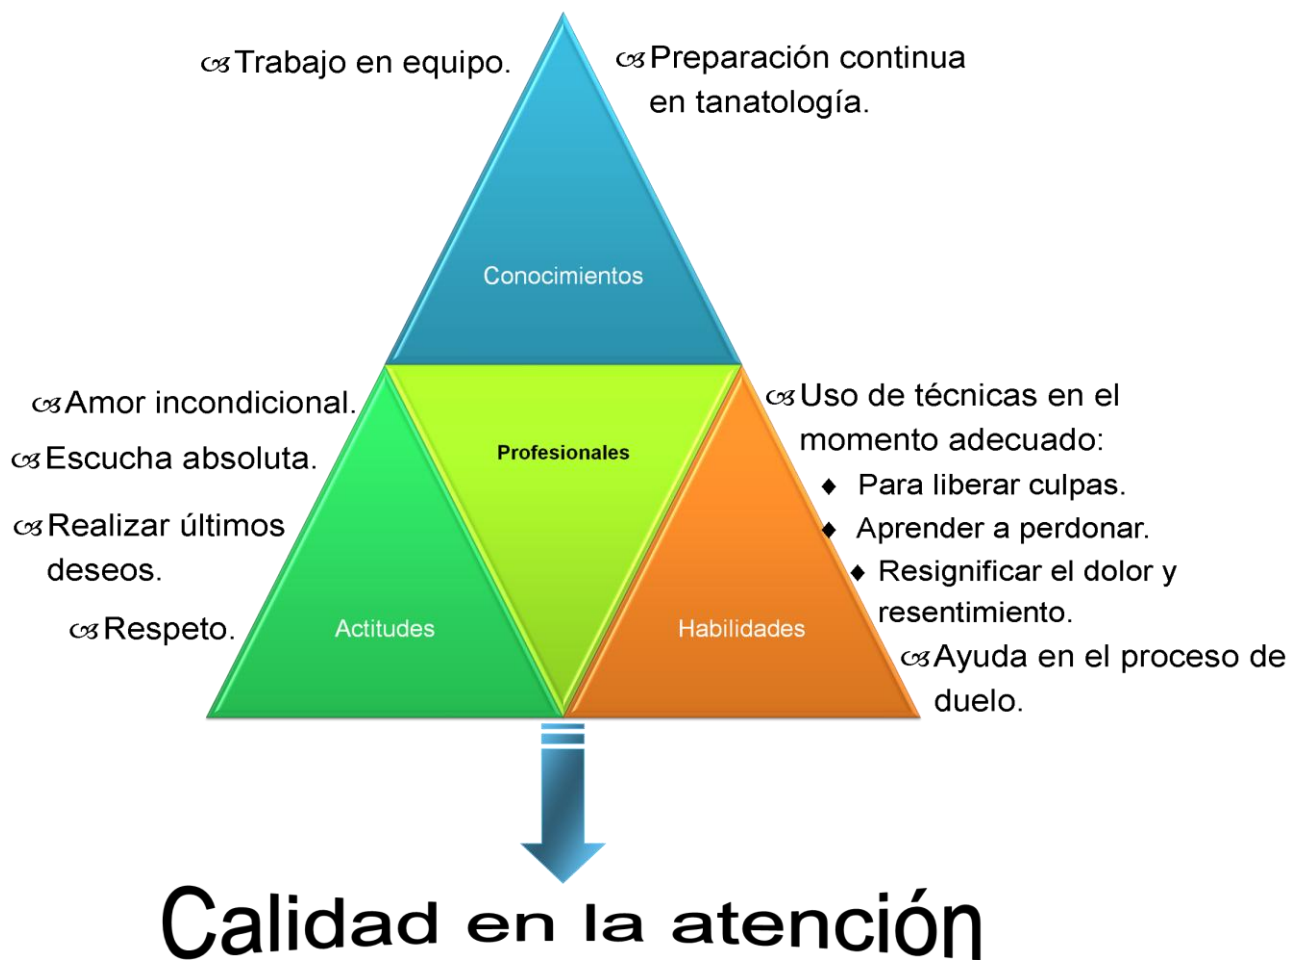 Trabajo en equipo.
Preparación continua
en tanatología.
Conocimientos
Amor incondicional.
Escucha absoluta.
Realizar últimos
deseos.
Respeto.
Profesionales
Actitudes
Habilidades
Uso de técnicas en el
momento adecuado:
♦ Para liberar culpas.
♦ Aprender a perdonar.
♦ Resignificar el dolor y
resentimiento.
Ayuda en el proceso de
duelo.
Calidad en la atención